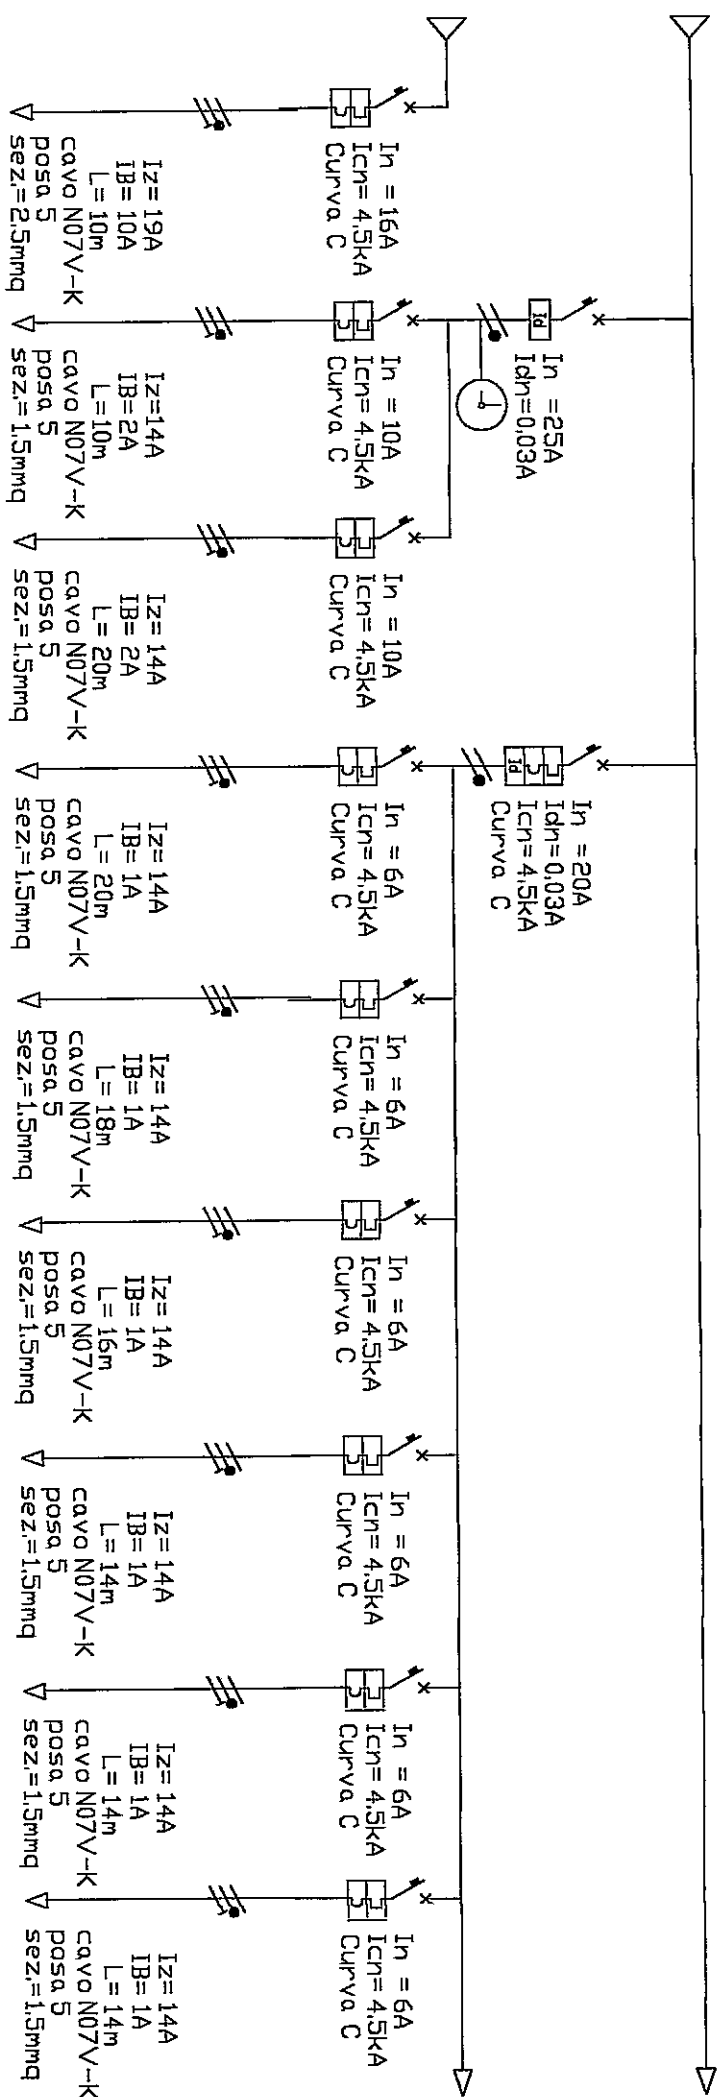 In =25A
Idn=0,03A
In =20A
Idn=0,03A
Icn=4,5kA
Curva C
Id
Id
In =16A
Icn= 4,5kA
Curva C
In =10A
Icn= 4,5kA
Curva C
In =10A
Icn= 4,5kA
Curva C
In =6A
Icn= 4,5kA
Curva C
In =6A
Icn= 4,5kA
Curva C
In =6A
Icn= 4,5kA
Curva C
In =6A
Icn= 4,5kA
Curva C
In =6A
Icn= 4,5kA
Curva C
In =6A
Icn= 4,5kA
Curva C
Iz=19A
IB=10A
L=10m
cavo N07V-K
posa 5
sez.=2,5mmq
Iz=14A
IB=2A
L=10m
cavo N07V-K
posa 5
sez.=1,5mmq
Iz=14A
IB=2A
L=20m
cavo N07V-K
posa 5
sez.=1,5mmq
Iz=14A
IB=1A
L=20m
cavo N07V-K
posa 5
sez.=1,5mmq
Iz=14A
IB=1A
L=18m
cavo N07V-K
posa 5
sez.=1,5mmq
Iz=14A
IB=1A
L=16m
cavo N07V-K
posa 5
sez.=1,5mmq
Iz=14A
IB=1A
L=14m
cavo N07V-K
posa 5
sez.=1,5mmq
Iz=14A
IB=1A
L=14m
cavo N07V-K
posa 5
sez.=1,5mmq
Iz=14A
IB=1A
L=14m
cavo N07V-K
posa 5
sez.=1,5mmq